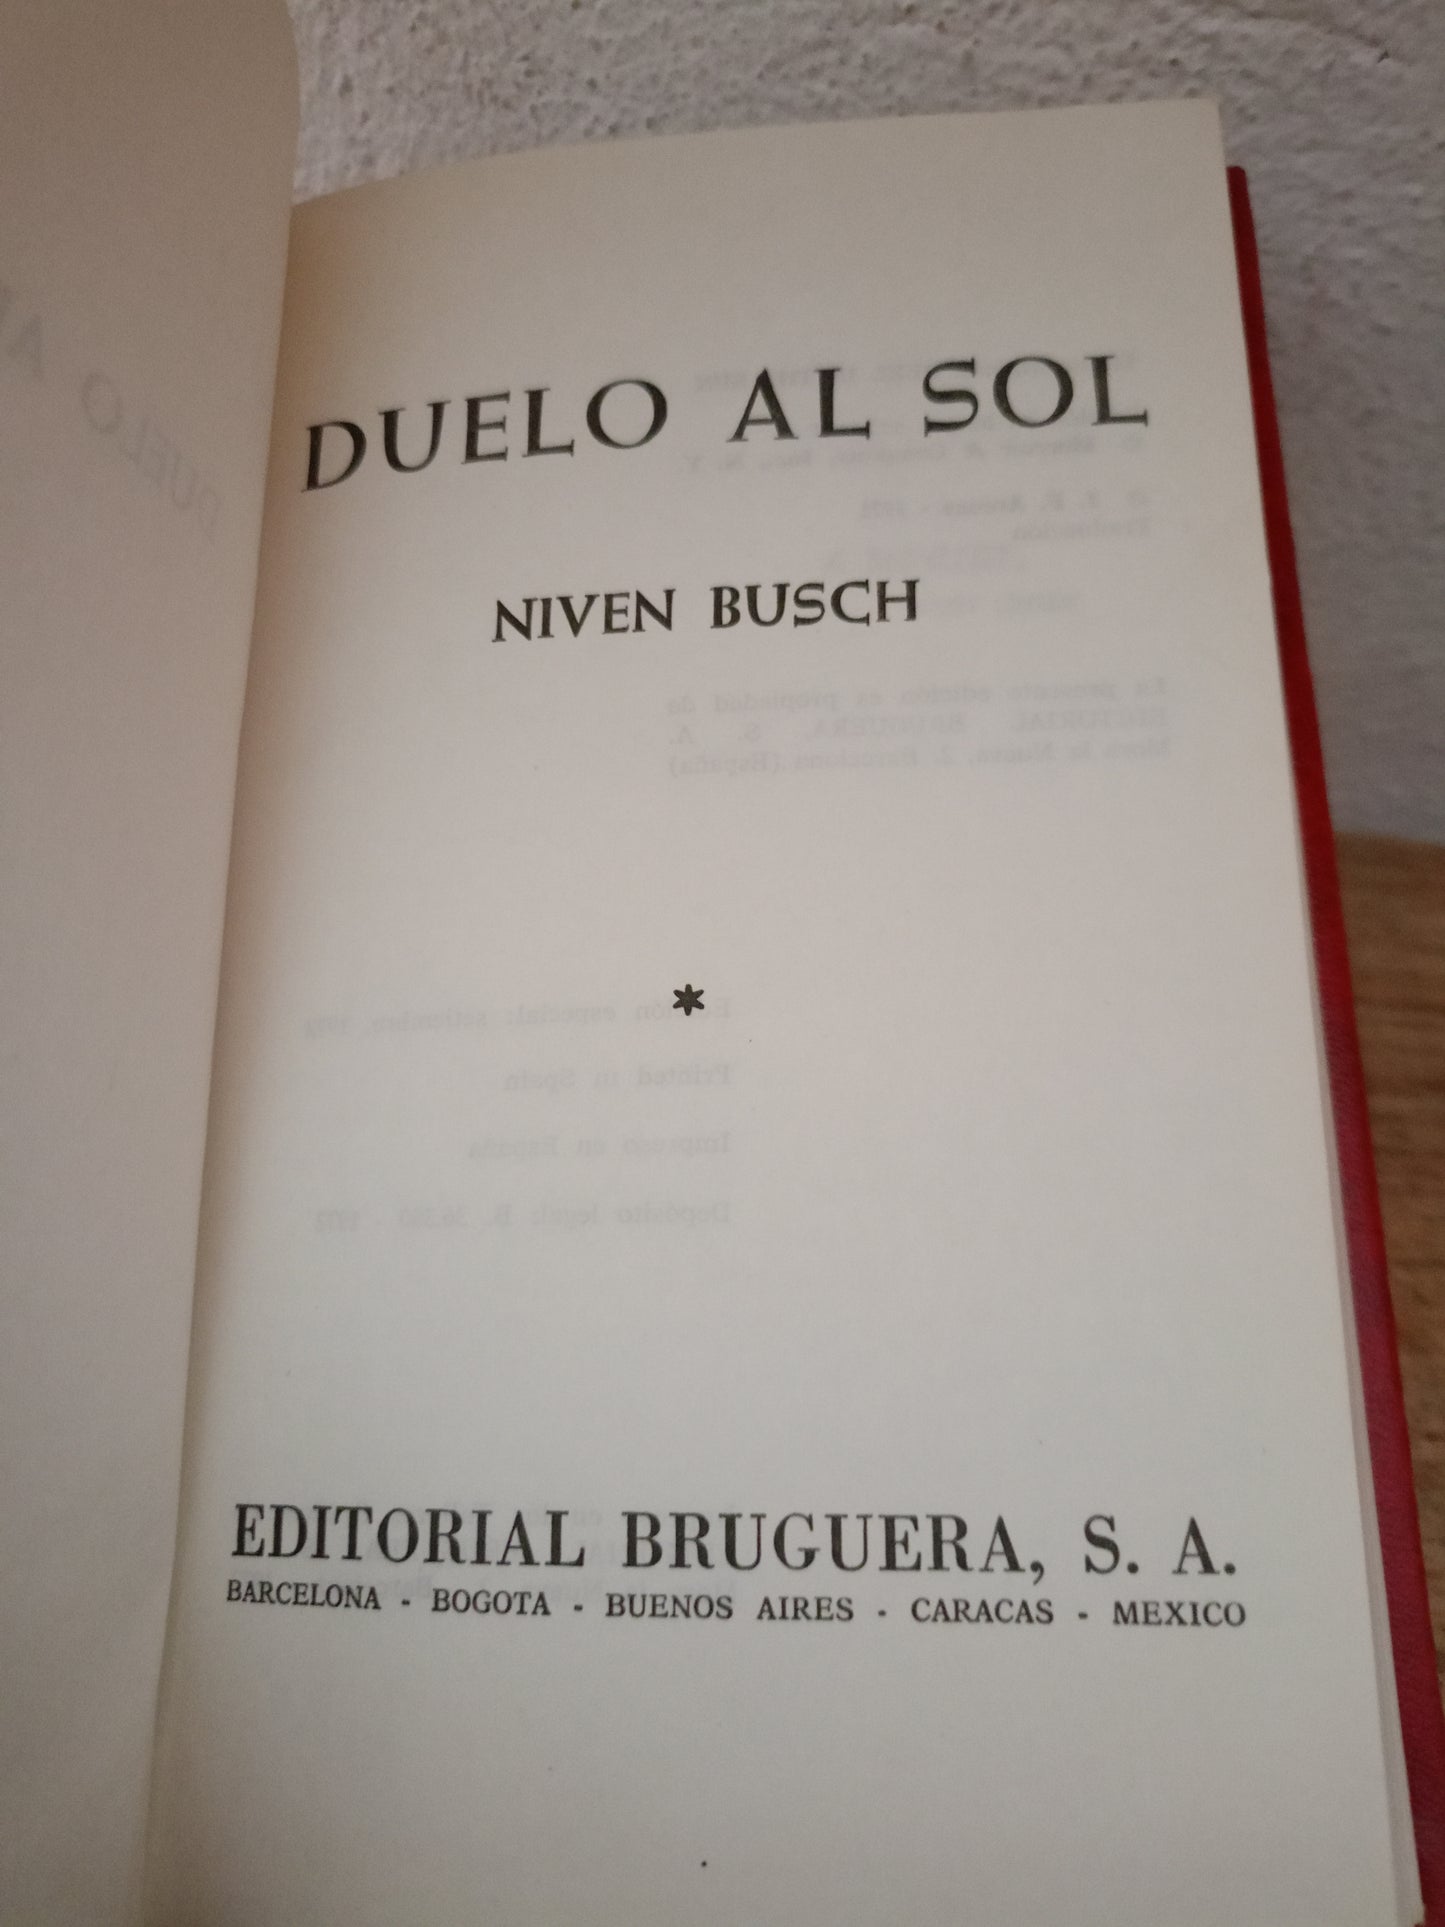 DUELO AL SOL
NIVEN BUSCH
*
EDITORIAL BRUGUERA, S. A.
BARCELONA - BOGOTA - BUENOS AIRES - CARACAS - MEXICO